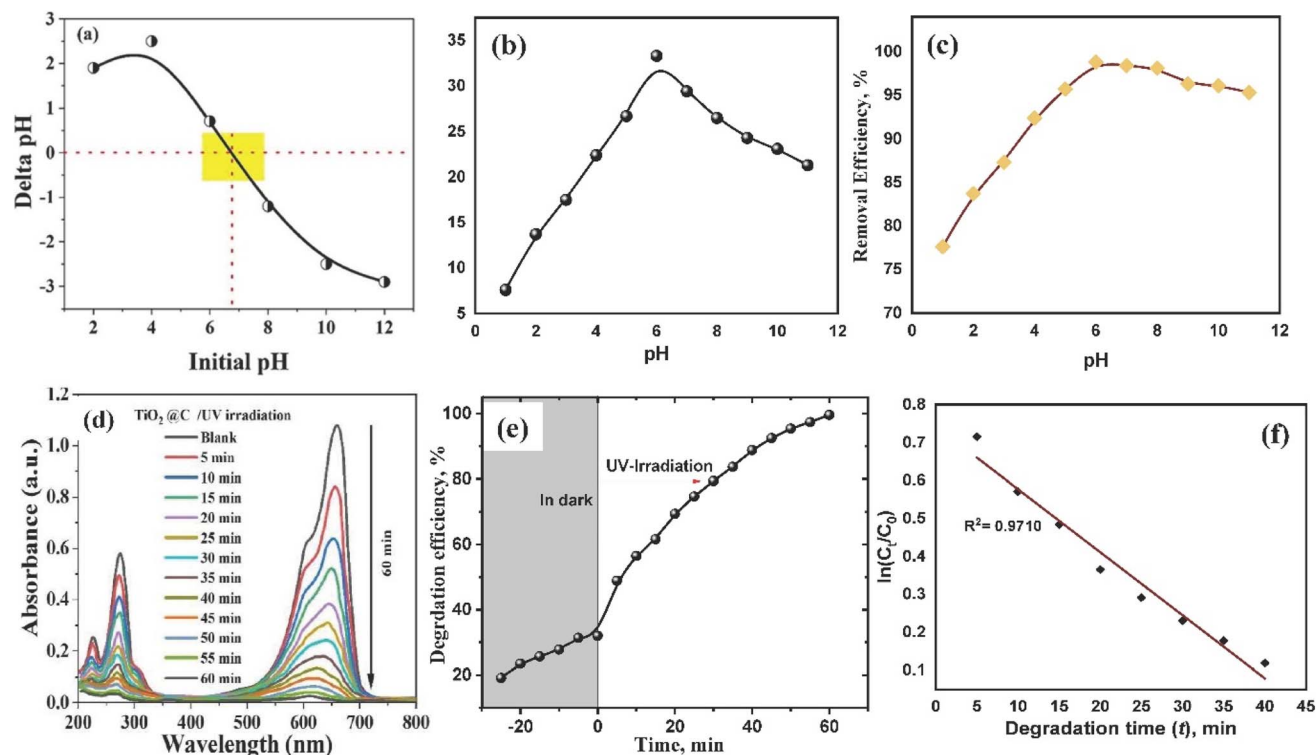 (a)
Delta pH
3
2
1
0
-1
-2
-3
2 4 6 8 10 12
Initial pH
(b)
35
30
25
20
15
10
5
0 2 4 6 8 10 12
pH
(c)
Removal Efficiency, %
100
95
90
85
80
75
70
0 2 4 6 8 10 12
pH
(d)
TiO₂ @C /UV irradiation
Blank
5 min
10 min
15 min
20 min
25 min
30 min
35 min
40 min
45 min
50 min
55 min
60 min
60 min
Absorbance (a.u.)
1.2
1.0
0.8
0.6
0.4
0.2
0.0
200 300 400 500 600 700 800
Wavelength (nm)
(e)
Degrdation efficiency, %
100
80
60
40
20
UV-Irradiation
In dark
-20 0 20 40 60
Time, min
(f)
ln(Cₜ/C₀)
0.8
0.7
0.6
0.5
0.4
0.3
0.2
0.1
R²= 0.9710
0 5 10 15 20 25 30 35 40 45
Degradation time (t), min